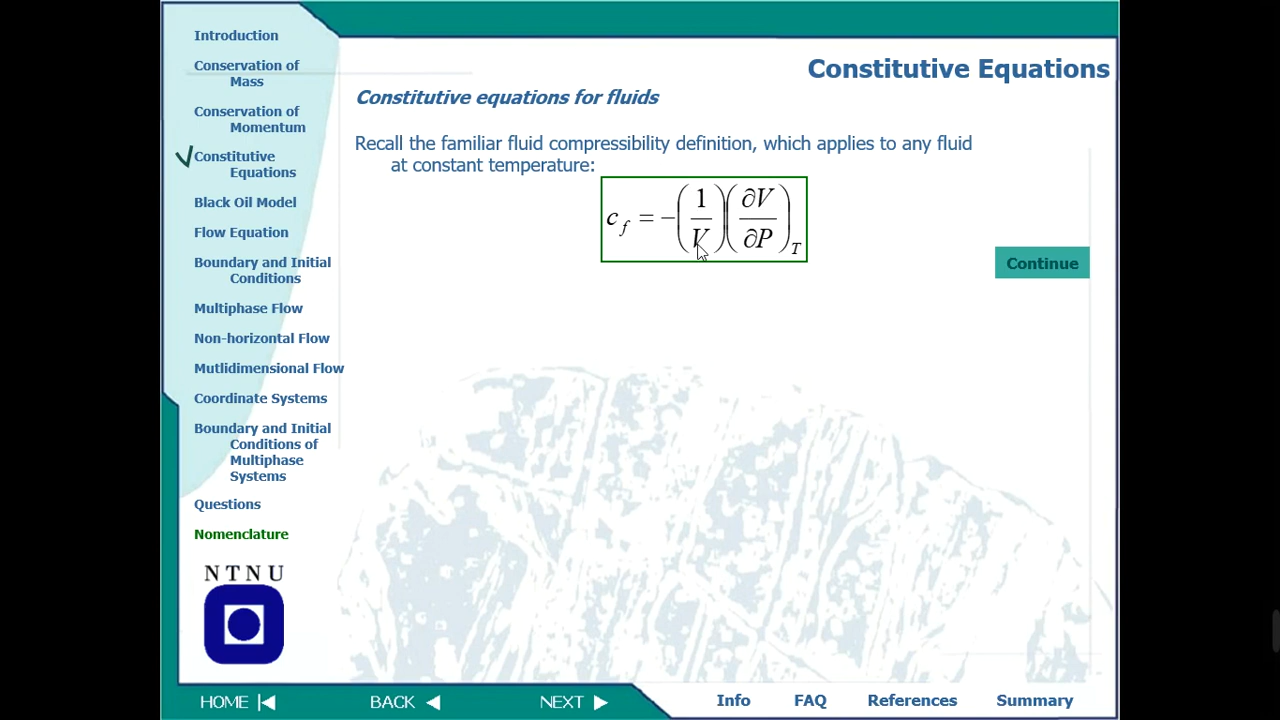 Introduction
Conservation of
Mass
Conservation of
Momentum
Constitutive
Equations
Black Oil Model
Flow Equation
Boundary and Initial
Conditions
Multiphase Flow
Non-horizontal Flow
Mutlidimensional Flow
Coordinate Systems
Boundary and Initial
Conditions of
Multiphase
Systems
Questions
Nomenclature
NTNU
Constitutive Equations
Constitutive equations for fluids
Recall the familiar fluid compressibility definition, which applies to any fluid
at constant temperature:
c_f = -(1/V)(∂V/∂P)_T
Continue
HOME
BACK
NEXT
Info
FAQ
References
Summary